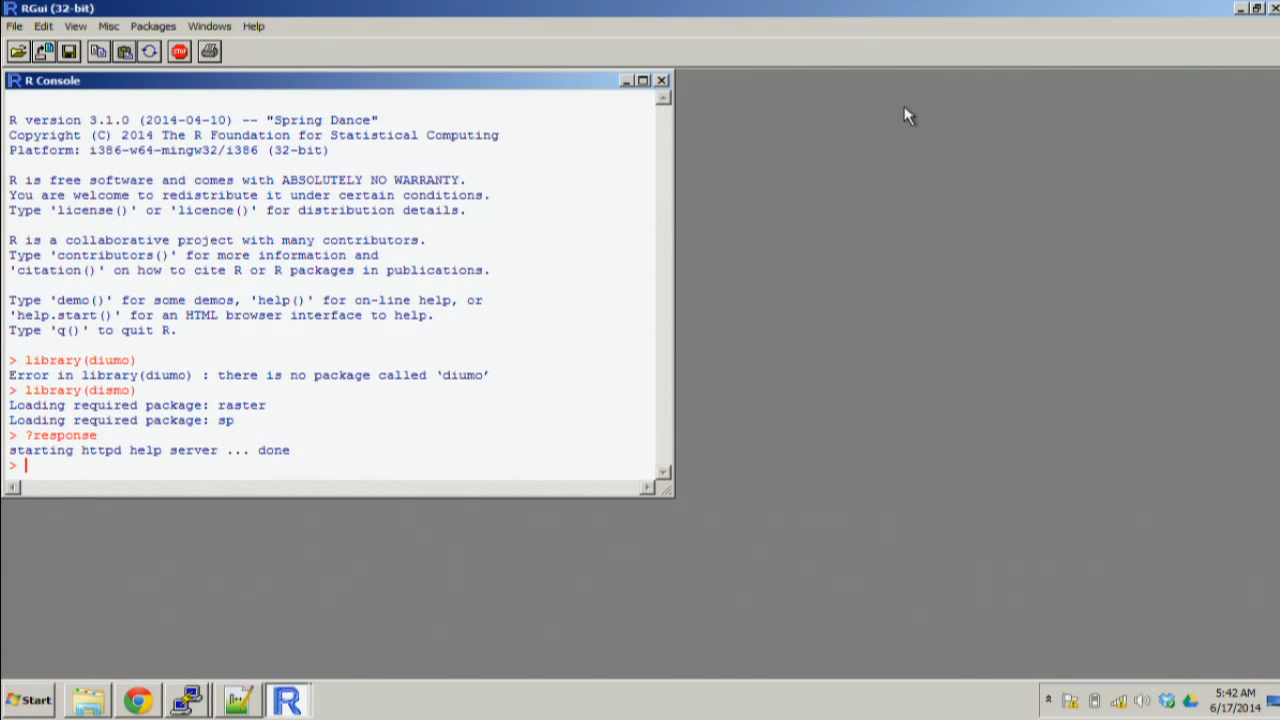 RGui (32-bit)
File Edit View Misc Packages Windows Help
STOP
R Console
R version 3.1.0 (2014-04-10) -- "Spring Dance"
Copyright (C) 2014 The R Foundation for Statistical Computing
Platform: i386-w64-mingw32/i386 (32-bit)
R is free software and comes with ABSOLUTELY NO WARRANTY.
You are welcome to redistribute it under certain conditions.
Type 'license()' or 'licence()' for distribution details.
R is a collaborative project with many contributors.
Type 'contributors()' for more information and
'citation()' on how to cite R or R packages in publications.
Type 'demo()' for some demos, 'help()' for on-line help, or
'help.start()' for an HTML browser interface to help.
Type 'q()' to quit R.
> library(diumo)
Error in library(diumo) : there is no package called ‘diumo’
> library(dismo)
Loading required package: raster
Loading required package: sp
> ?response
starting httpd help server ... done
>
Start
5:42 AM
6/17/2014